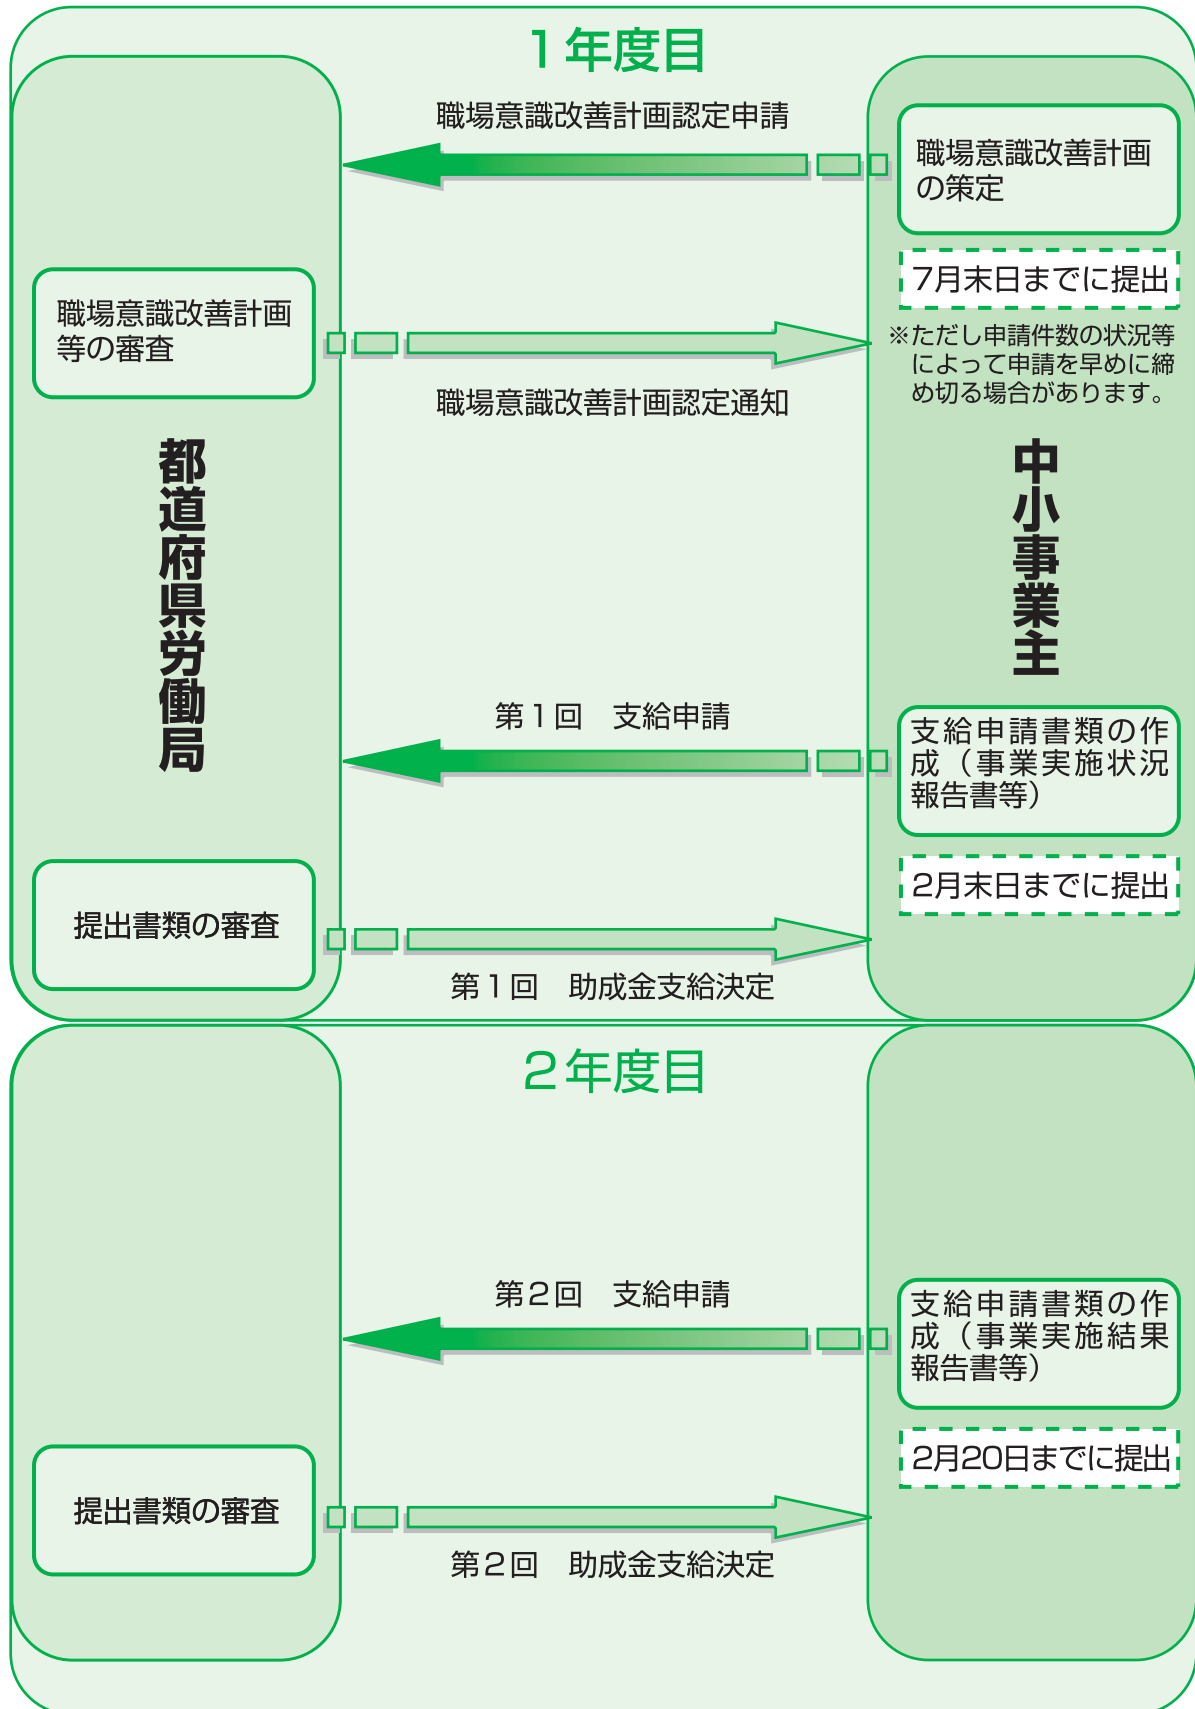 1年度目
職場意識改善計画認定申請
職場意識改善計画
の策定
7月末日までに提出
※ただし申請件数の状況等
によって申請を早めに締
め切る場合があります。
職場意識改善計画
等の審査
職場意識改善計画認定通知
都道府県労働局
中小事業主
第1回　支給申請
支給申請書類の作
成（事業実施状況
報告書等）
2月末日までに提出
提出書類の審査
第1回　助成金支給決定
2年度目
第2回　支給申請
支給申請書類の作
成（事業実施結果
報告書等）
2月20日までに提出
提出書類の審査
第2回　助成金支給決定